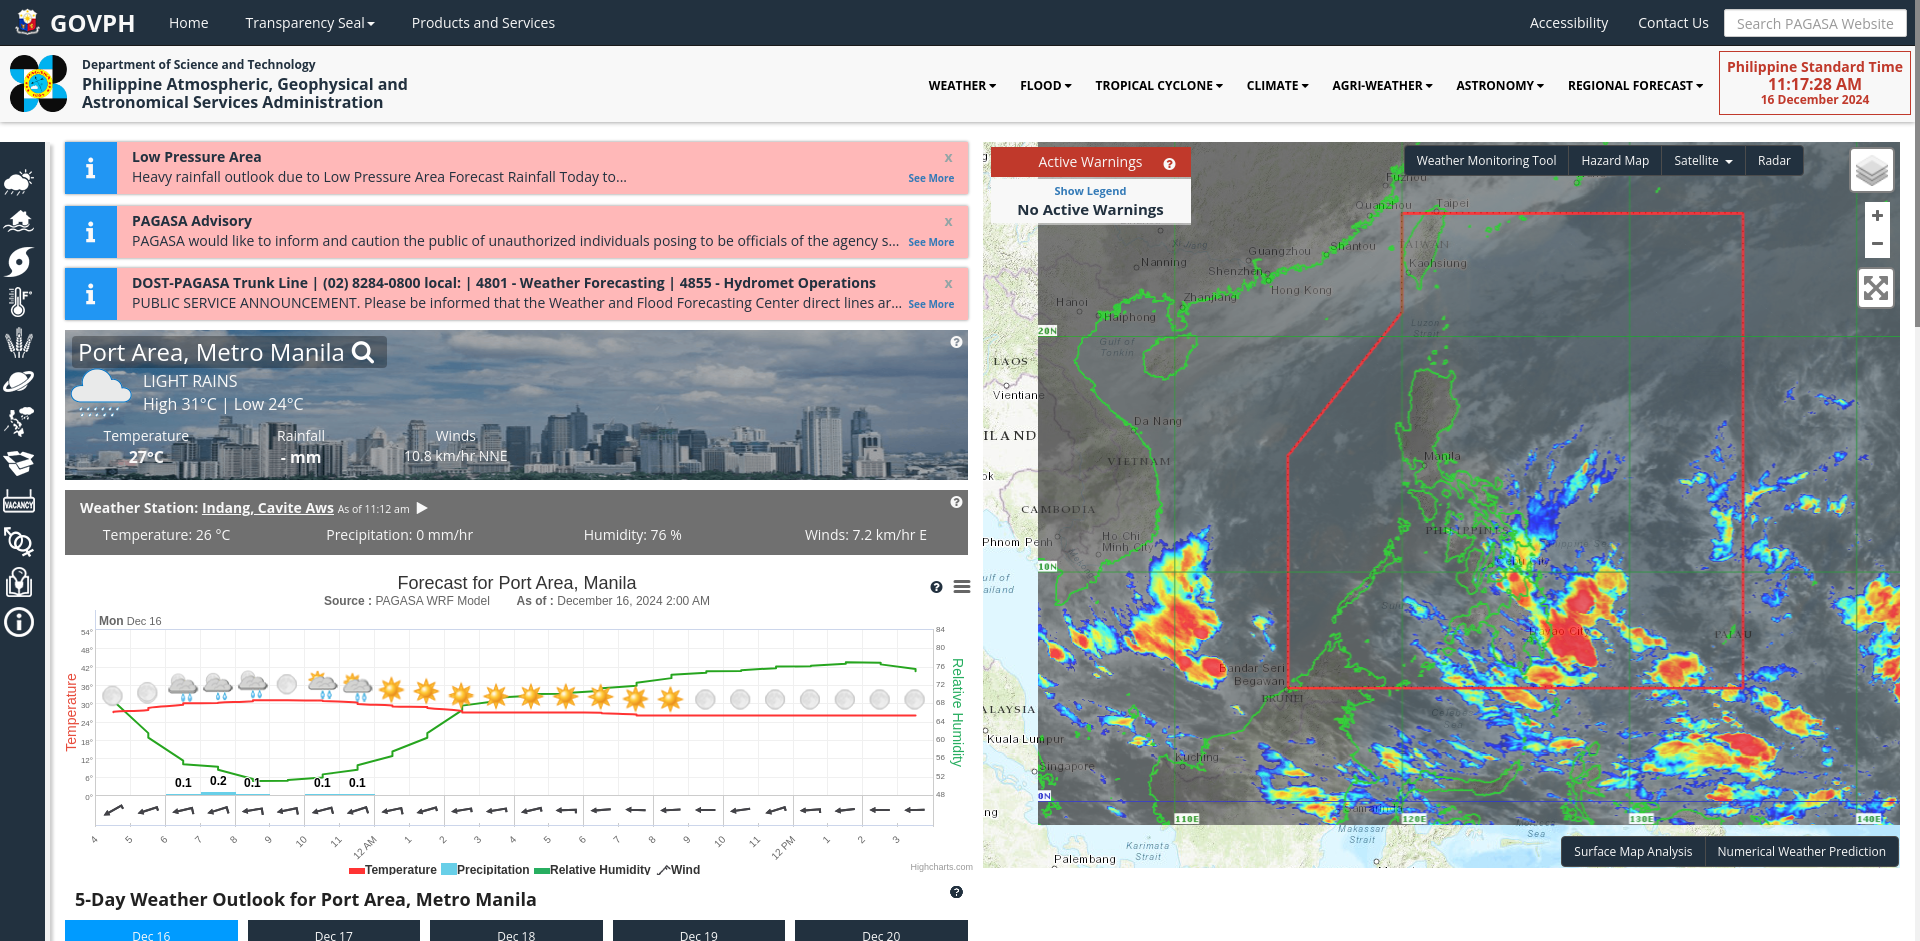 GOVPH
Home
Transparency Seal
Products and Services
Accessibility
Contact Us
Search PAGASA Website
Department of Science and Technology
Philippine Atmospheric, Geophysical and
Astronomical Services Administration
WEATHER
FLOOD
TROPICAL CYCLONE
CLIMATE
AGRI-WEATHER
ASTRONOMY
REGIONAL FORECAST
Philippine Standard Time
11:17:28 AM
16 December 2024
Low Pressure Area
x
Heavy rainfall outlook due to Low Pressure Area Forecast Rainfall Today to...
See More
PAGASA Advisory
x
PAGASA would like to inform and caution the public of unauthorized individuals posing to be officials of the agency s...
See More
DOST-PAGASA Trunk Line | (02) 8284-0800 local: | 4801 - Weather Forecasting | 4855 - Hydromet Operations
x
PUBLIC SERVICE ANNOUNCEMENT. Please be informed that the Weather and Flood Forecasting Center direct lines ar...
See More
VACANCY
Port Area, Metro Manila
LIGHT RAINS
High 31°C | Low 24°C
Temperature
27°C
Rainfall
- mm
Winds
10.8 km/hr NNE
Weather Station: Indang, Cavite Aws As of 11:12 am
Temperature: 26 °C
Precipitation: 0 mm/hr
Humidity: 76 %
Winds: 7.2 km/hr E
Forecast for Port Area, Manila
Source : PAGASA WRF Model As of : December 16, 2024 2:00 AM
Mon Dec 16
Temperature
54°
48°
42°
36°
30°
24°
18°
12°
6°
0°
Relative Humidity
84
80
76
72
68
64
60
56
52
48
0.1
0.2
0.1
0.1
0.1
4
5
6
7
8
9
10
11
12 AM
1
2
3
4
5
6
7
8
9
10
11
12 PM
1
2
3
Temperature
Precipitation
Relative Humidity
Wind
Highcharts.com
5-Day Weather Outlook for Port Area, Metro Manila
Dec 16
Dec 17
Dec 18
Dec 19
Dec 20
Active Warnings
Show Legend
No Active Warnings
Weather Monitoring Tool
Hazard Map
Satellite
Radar
+
−
Fuzhou
Quanzhou
Taipei
TAIWAN
Kaohsiung
Guangzhou
Shantou
Shenzhen
Hong Kong
Nanning
Zhanjiang
Hanoi
Haiphong
Gulf of
Tonkin
Luzon
Strait
20N
LAOS
Vientiane
Da Nang
ILAND
VIETNAM
Manila
ok
CAMBODIA
Phnom Penh
Ho Chi
Minh City
PHILIPPINES
10N
ulf of
ailand
Sulu
Davao City
PALAU
Bandar Seri
Begawan
BRUNEI
ALAYSIA
Kuala Lumpur
Kuching
Singapore
0N
ng
110E
120E
130E
140E
Makassar
Strait
Sea
Karimata
Strait
Palembang
Surface Map Analysis
Numerical Weather Prediction